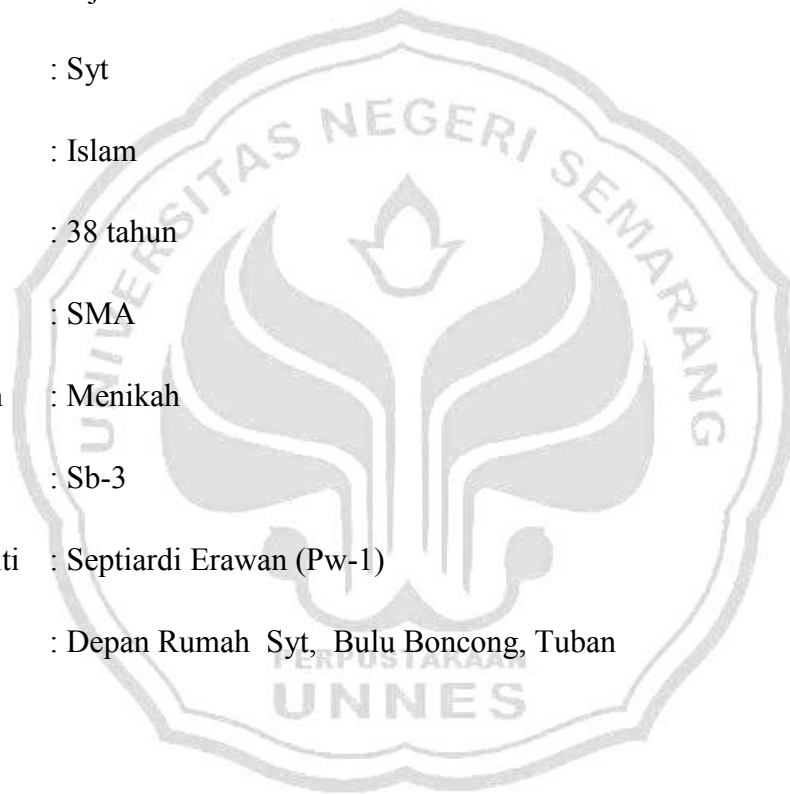 : Syt
: Islam
: 38 tahun
: SMA
: Menikah
: Sb-3
: Septiardi Erawan (Pw-1)
: Depan Rumah Syt, Bulu Boncong, Tuban
UNIVERSITAS NEGERI SEMARANG
PERPUSTAKAAN
UNNES